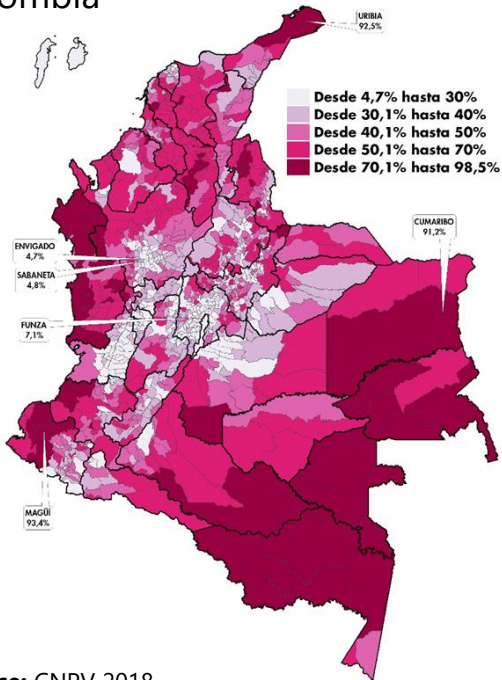 URIBIA
92,5%
Desde 4,7% hasta 30%
Desde 30,1% hasta 40%
Desde 40,1% hasta 50%
Desde 50,1% hasta 70%
Desde 70,1% hasta 98,5%
CUMARIBO
91,2%
ENVIGADO
4,7%
SABANETA
4,8%
FUNZA
7,1%
MAGÜI
93,4%
CNPV 2018